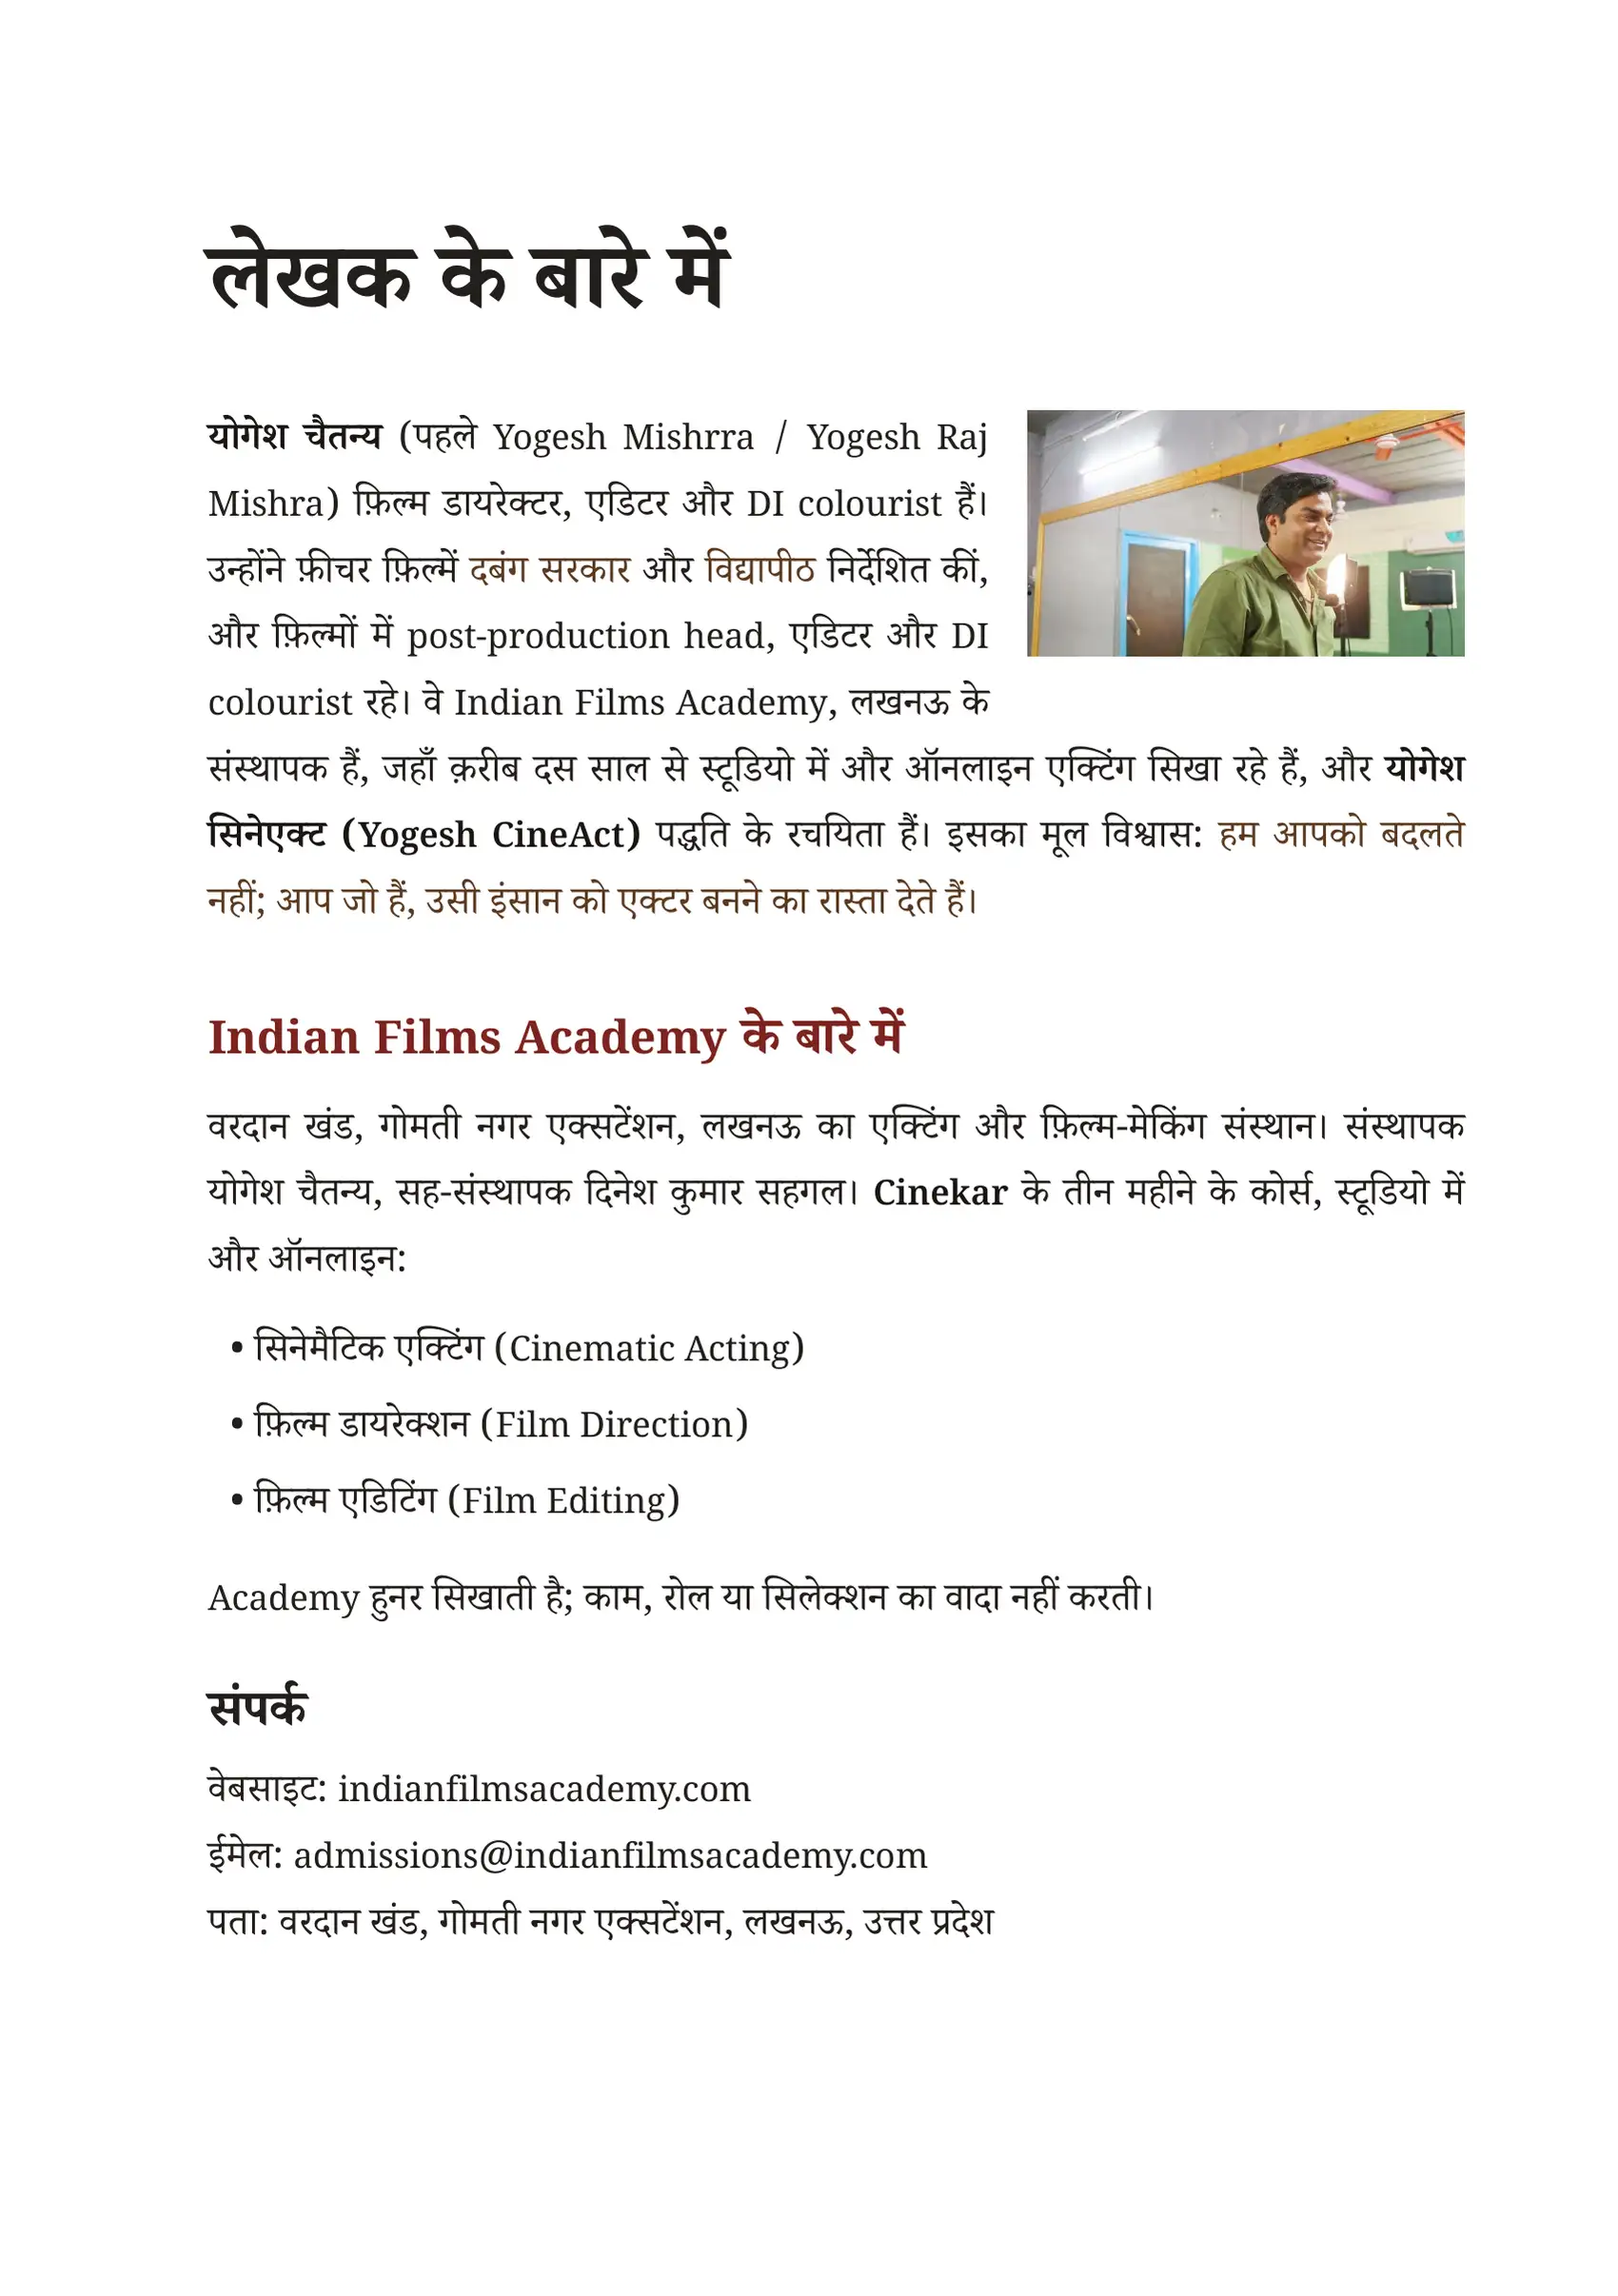 लेखक के बारे में
योगेश चैतन्य (पहले Yogesh Mishrra / Yogesh Raj
Mishra) फ़िल्म डायरेक्टर, एडिटर और DI colourist हैं।
उन्होंने फ़ीचर फ़िल्में दबंग सरकार और विद्यापीठ निर्देशित कीं,
और फ़िल्मों में post-production head, एडिटर और DI
colourist रहे। वे Indian Films Academy, लखनऊ के
संस्थापक हैं, जहाँ क़रीब दस साल से स्टूडियो में और ऑनलाइन एक्टिंग सिखा रहे हैं, और योगेश
सिनेएक्ट (Yogesh CineAct) पद्धति के रचयिता हैं। इसका मूल विश्वास: हम आपको बदलते
नहीं; आप जो हैं, उसी इंसान को एक्टर बनने का रास्ता देते हैं।
Indian Films Academy के बारे में
वरदान खंड, गोमती नगर एक्सटेंशन, लखनऊ का एक्टिंग और फ़िल्म-मेकिंग संस्थान। संस्थापक
योगेश चैतन्य, सह-संस्थापक दिनेश कुमार सहगल। Cinekar के तीन महीने के कोर्स, स्टूडियो में
और ऑनलाइन:
• सिनेमैटिक एक्टिंग (Cinematic Acting)
• फ़िल्म डायरेक्शन (Film Direction)
• फ़िल्म एडिटिंग (Film Editing)
Academy हुनर सिखाती है; काम, रोल या सिलेक्शन का वादा नहीं करती।
संपर्क
वेबसाइट: indianfilmsacademy.com
ईमेल: admissions@indianfilmsacademy.com
पता: वरदान खंड, गोमती नगर एक्सटेंशन, लखनऊ, उत्तर प्रदेश